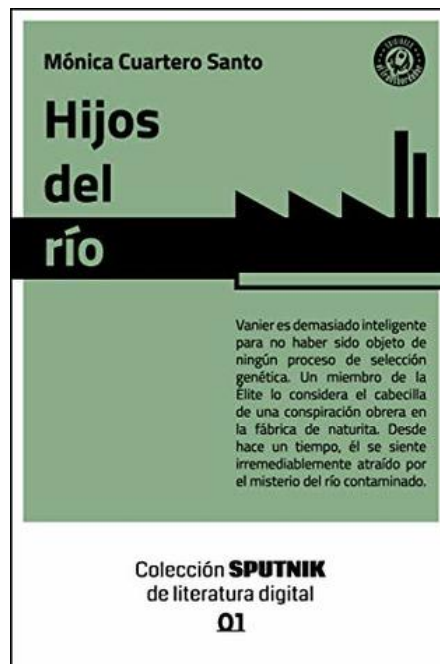 Mónica Cuartero Santo
Hijos
del
río
Vanier es demasiado inteligente
para no haber sido objeto de
ningún proceso de selección
genética. Un miembro de la
Élite lo considera el cabecilla
de una conspiración obrera en
la fábrica de naturita. Desde
hace un tiempo, él se siente
irremediablemente atraído por
el misterio del río contaminado.
Colección SPUTNIK
de literatura digital
01